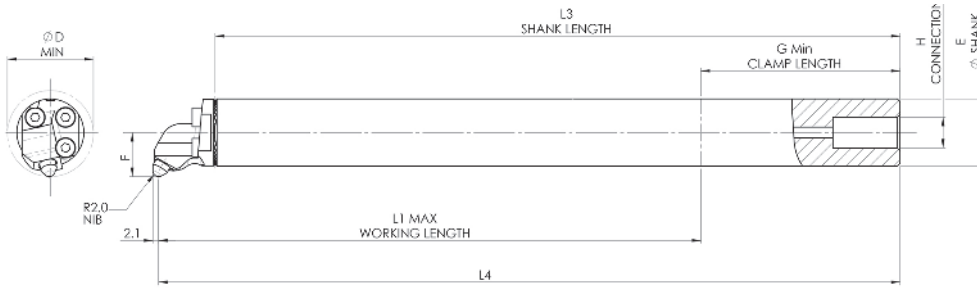 L3
SHANK LENGTH
ØD
MIN
G Min
CLAMP LENGTH
H
CONNECTION
E
Ø SHANK
F
R2.0
NIB
2.1
L1 MAX
WORKING LENGTH
L4